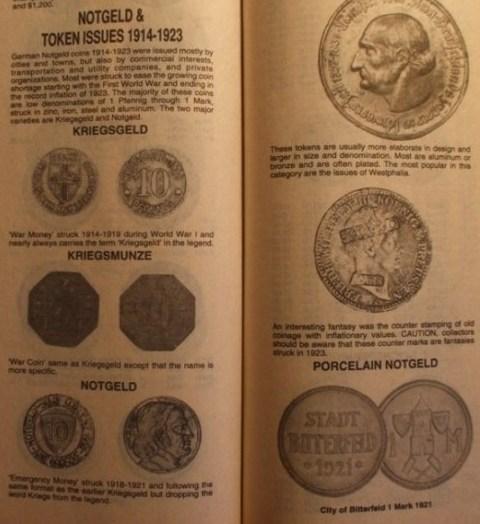 and $1,200.
NOTGELD &
TOKEN ISSUES 1914-1923
German Notgeld coins 1914-1923 were issued mostly by
cities and towns, but also by commercial interests,
transportation and utility companies, and private
organizations. Most were struck to ease the growing coin
shortage starting with the First World War and ending in
the record inflation of 1923. The majority of these coins
are low denominations of 1 Pfennig through 1 Mark,
struck in zinc, iron, steel and aluminum. The two major
varieties are Kriegsgeld and Notgeld.
KRIEGSGELD
10
'War Money' struck 1914-1919 during World War I and
nearly always carries the term 'Kriegsgeld' in the legend.
KRIEGSMUNZE
'War Coin' same as Kriegsgeld except that the name is
more specific.
NOTGELD
10
'Emergency Money' struck 1918-1921 and following the
same format as the earlier Kriegsgeld but dropping the
word Kriegs from the legend.
These tokens are usually more elaborate in design and
larger in size and denomination. Most are aluminum or
bronze and are often plated. The most popular in this
category are the issues of Westphalia.
An interesting fantasy was the counter stamping of old
coinage with inflationary values. CAUTION, collectors
should be aware that these counter marks are fantasies
struck in 1923.
PORCELAIN NOTGELD
STADT
BITTERFELD
1921
1 M
City of Bitterfeld 1 Mark 1921